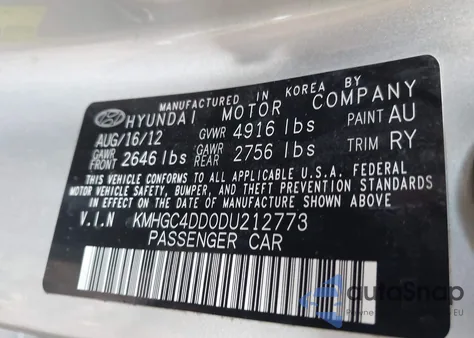 MANUFACTURED IN KOREA BY
HYUNDAI MOTOR COMPANY
AUG/16/12 GVWR 4916 lbs PAINT AU
GAWR FRONT 2646 lbs GAWR REAR 2756 lbs TRIM RY
THIS VEHICLE CONFORMS TO ALL APPLICABLE U.S.A. FEDERAL
MOTOR VEHICLE SAFETY, BUMPER, AND THEFT PREVENTION STANDARDS
IN EFFECT ON THE DATE OF MANUFACTURE SHOWN ABOVE.
V.I.N KMHGC4DD0DU212773
PASSENGER CAR
autoSnap
EU